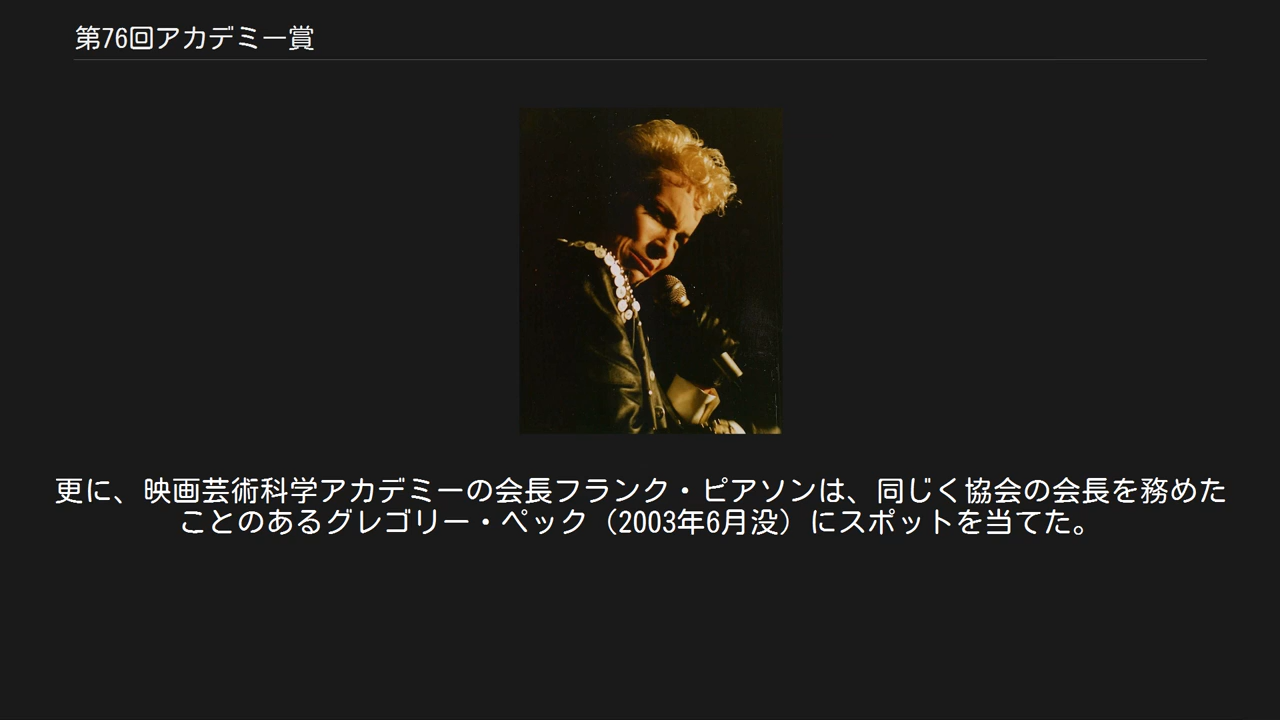 第76回アカデミー賞
更に、映画芸術科学アカデミーの会長フランク・ピアソンは、同じく協会の会長を務めた
ことのあるグレゴリー・ペック（2003年6月没）にスポットを当てた。